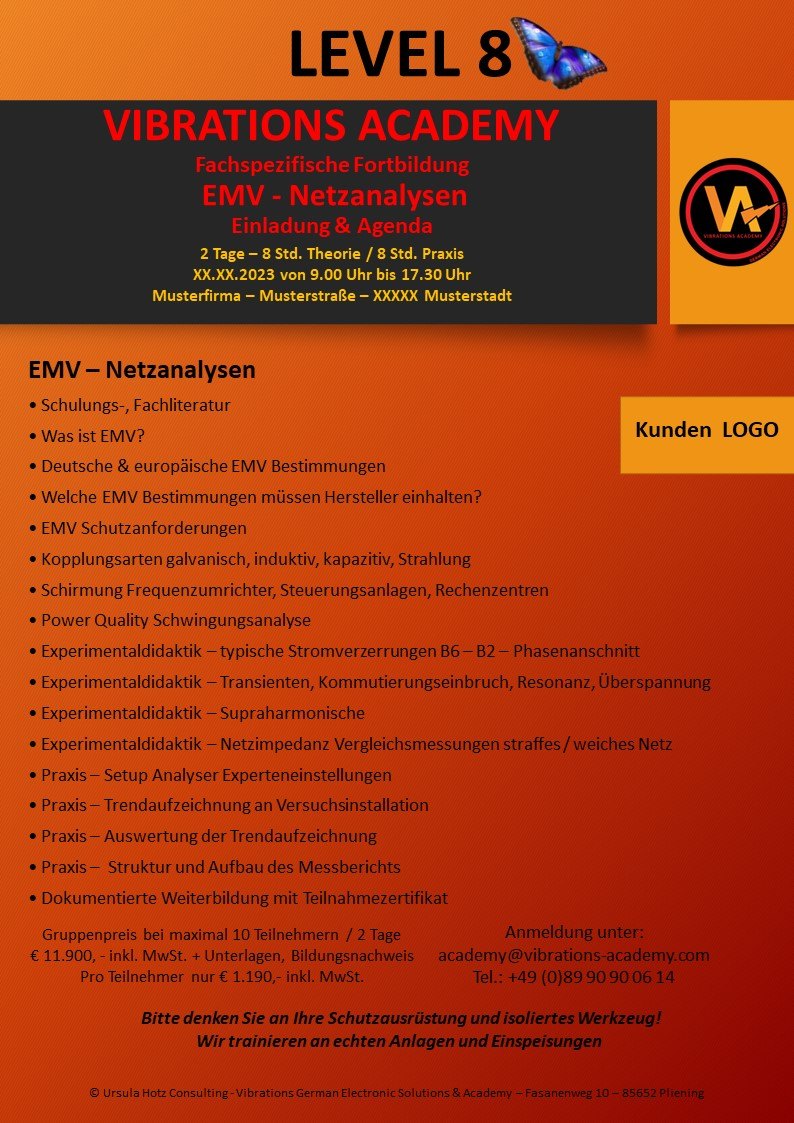 LEVEL 8
VIBRATIONS ACADEMY
Fachspezifische Fortbildung
EMV - Netzanalysen
Einladung & Agenda
2 Tage – 8 Std. Theorie / 8 Std. Praxis
XX.XX.2023 von 9.00 Uhr bis 17.30 Uhr
Musterfirma – Musterstraße – XXXXX Musterstadt
VA
VIBRATIONS ACADEMY
EMV – Netzanalysen
• Schulungs-, Fachliteratur
• Was ist EMV?
• Deutsche & europäische EMV Bestimmungen
• Welche EMV Bestimmungen müssen Hersteller einhalten?
• EMV Schutzanforderungen
• Kopplungsarten galvanisch, induktiv, kapazitiv, Strahlung
• Schirmung Frequenzumrichter, Steuerungsanlagen, Rechenzentren
• Power Quality Schwingungsanalyse
• Experimentaldidaktik – typische Stromverzerrungen B6 – B2 – Phasenanschnitt
• Experimentaldidaktik – Transienten, Kommutierungseinbruch, Resonanz, Überspannung
• Experimentaldidaktik – Supraharmonische
• Experimentaldidaktik – Netzimpedanz Vergleichsmessungen straffes / weiches Netz
• Praxis – Setup Analyser Experteneinstellungen
• Praxis – Trendaufzeichnung an Versuchsinstallation
• Praxis – Auswertung der Trendaufzeichnung
• Praxis – Struktur und Aufbau des Messberichts
• Dokumentierte Weiterbildung mit Teilnahmezertifikat
Kunden LOGO
Gruppenpreis bei maximal 10 Teilnehmern / 2 Tage
€ 11.900, - inkl. MwSt. + Unterlagen, Bildungsnachweis
Pro Teilnehmer nur € 1.190,- inkl. MwSt.
Anmeldung unter:
academy@vibrations-academy.com
Tel.: +49 (0)89 90 90 06 14
Bitte denken Sie an Ihre Schutzausrüstung und isoliertes Werkzeug!
Wir trainieren an echten Anlagen und Einspeisungen
© Ursula Hotz Consulting - Vibrations German Electronic Solutions & Academy – Fasanenweg 10 – 85652 Pliening